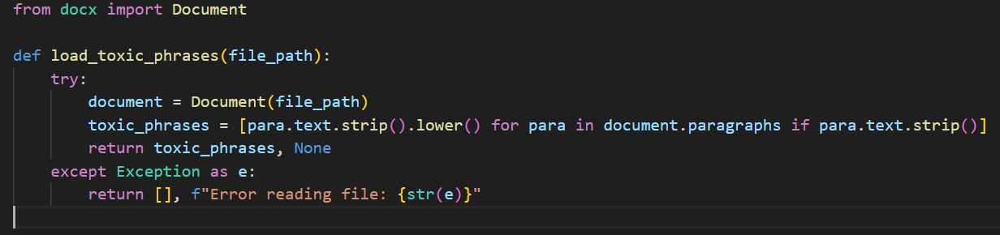 from docx import Document
def load_toxic_phrases(file_path):
    try:
        document = Document(file_path)
        toxic_phrases = [para.text.strip().lower() for para in document.paragraphs if para.text.strip()]
        return toxic_phrases, None
    except Exception as e:
        return [], f"Error reading file: {str(e)}"